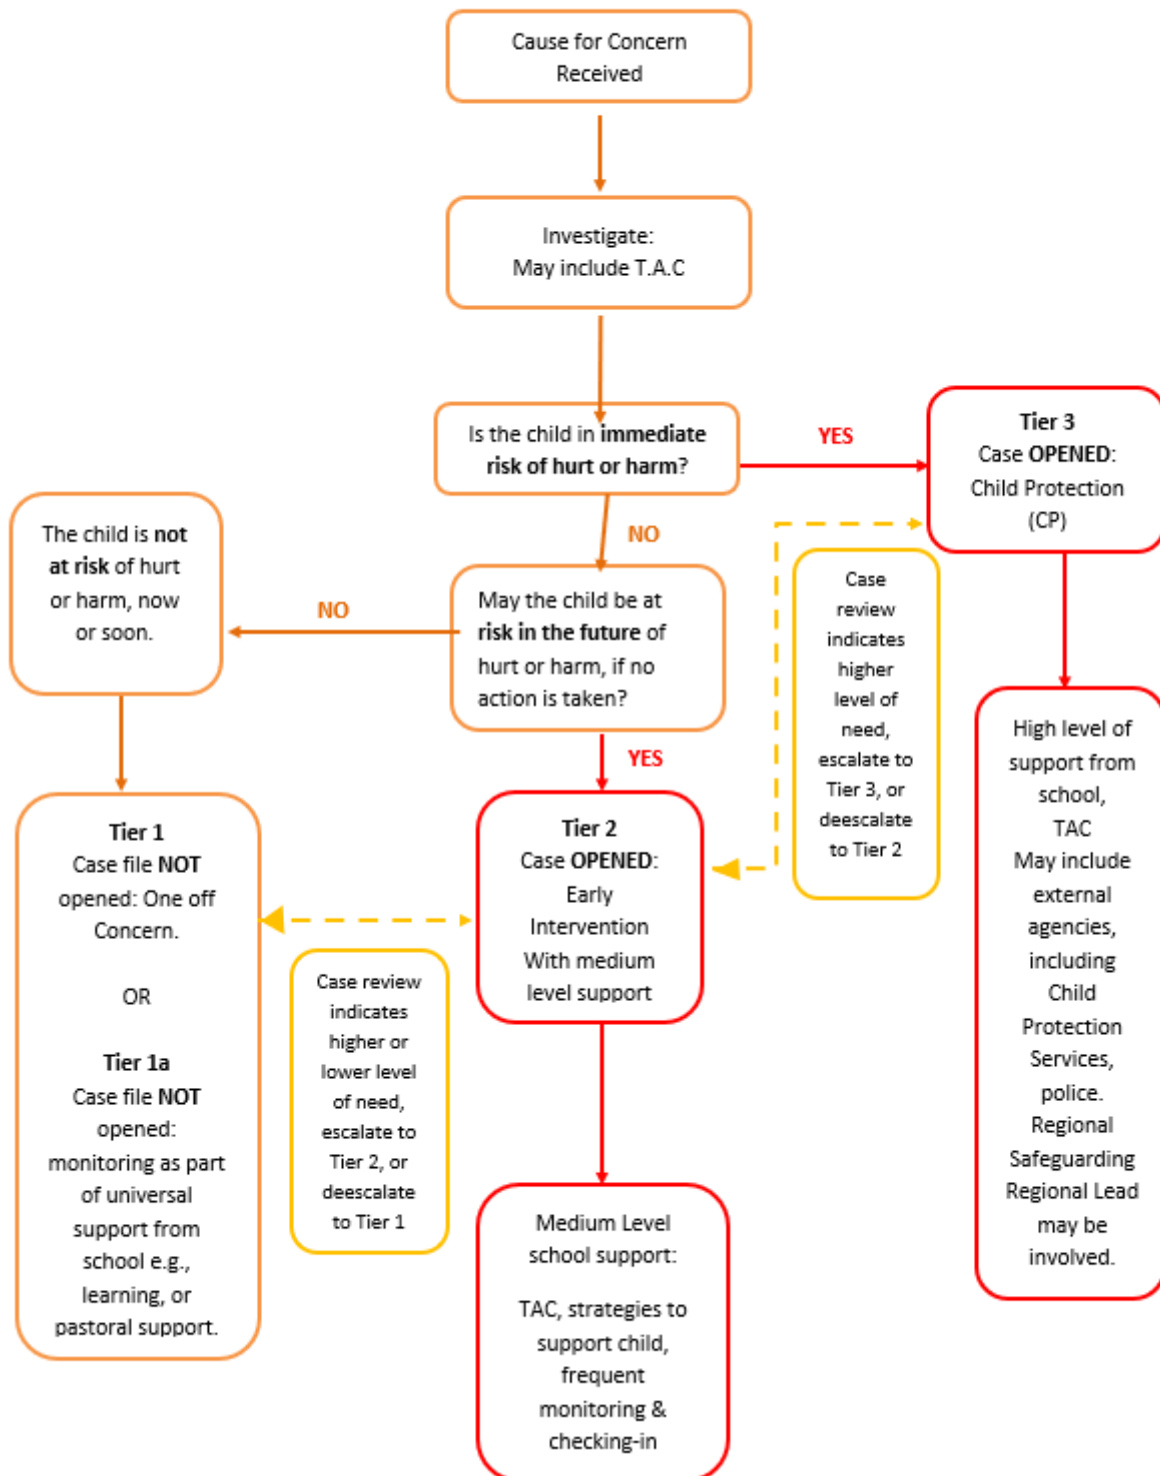 Cause for Concern
Received
Investigate:
May include T.A.C
Is the child in immediate
risk of hurt or harm?
YES
Tier 3
Case OPENED:
Child Protection
(CP)
NO
The child is not
at risk of hurt
or harm, now
or soon.
NO
May the child be at
risk in the future of
hurt or harm, if no
action is taken?
YES
Case
review
indicates
higher
level of
need,
escalate to
Tier 3, or
deescalate
to Tier 2
High level of
support from
school,
TAC
May include
external
agencies,
including
Child
Protection
Services,
police.
Regional
Safeguarding
Regional Lead
may be
involved.
Tier 1
Case file NOT
opened: One off
Concern.
OR
Tier 1a
Case file NOT
opened:
monitoring as part
of universal
support from
school e.g.,
learning, or
pastoral support.
Case review
indicates
higher or
lower level
of need,
escalate to
Tier 2, or
deescalate
to Tier 1
Tier 2
Case OPENED:
Early
Intervention
With medium
level support
Medium Level
school support:
TAC, strategies to
support child,
frequent
monitoring &
checking-in